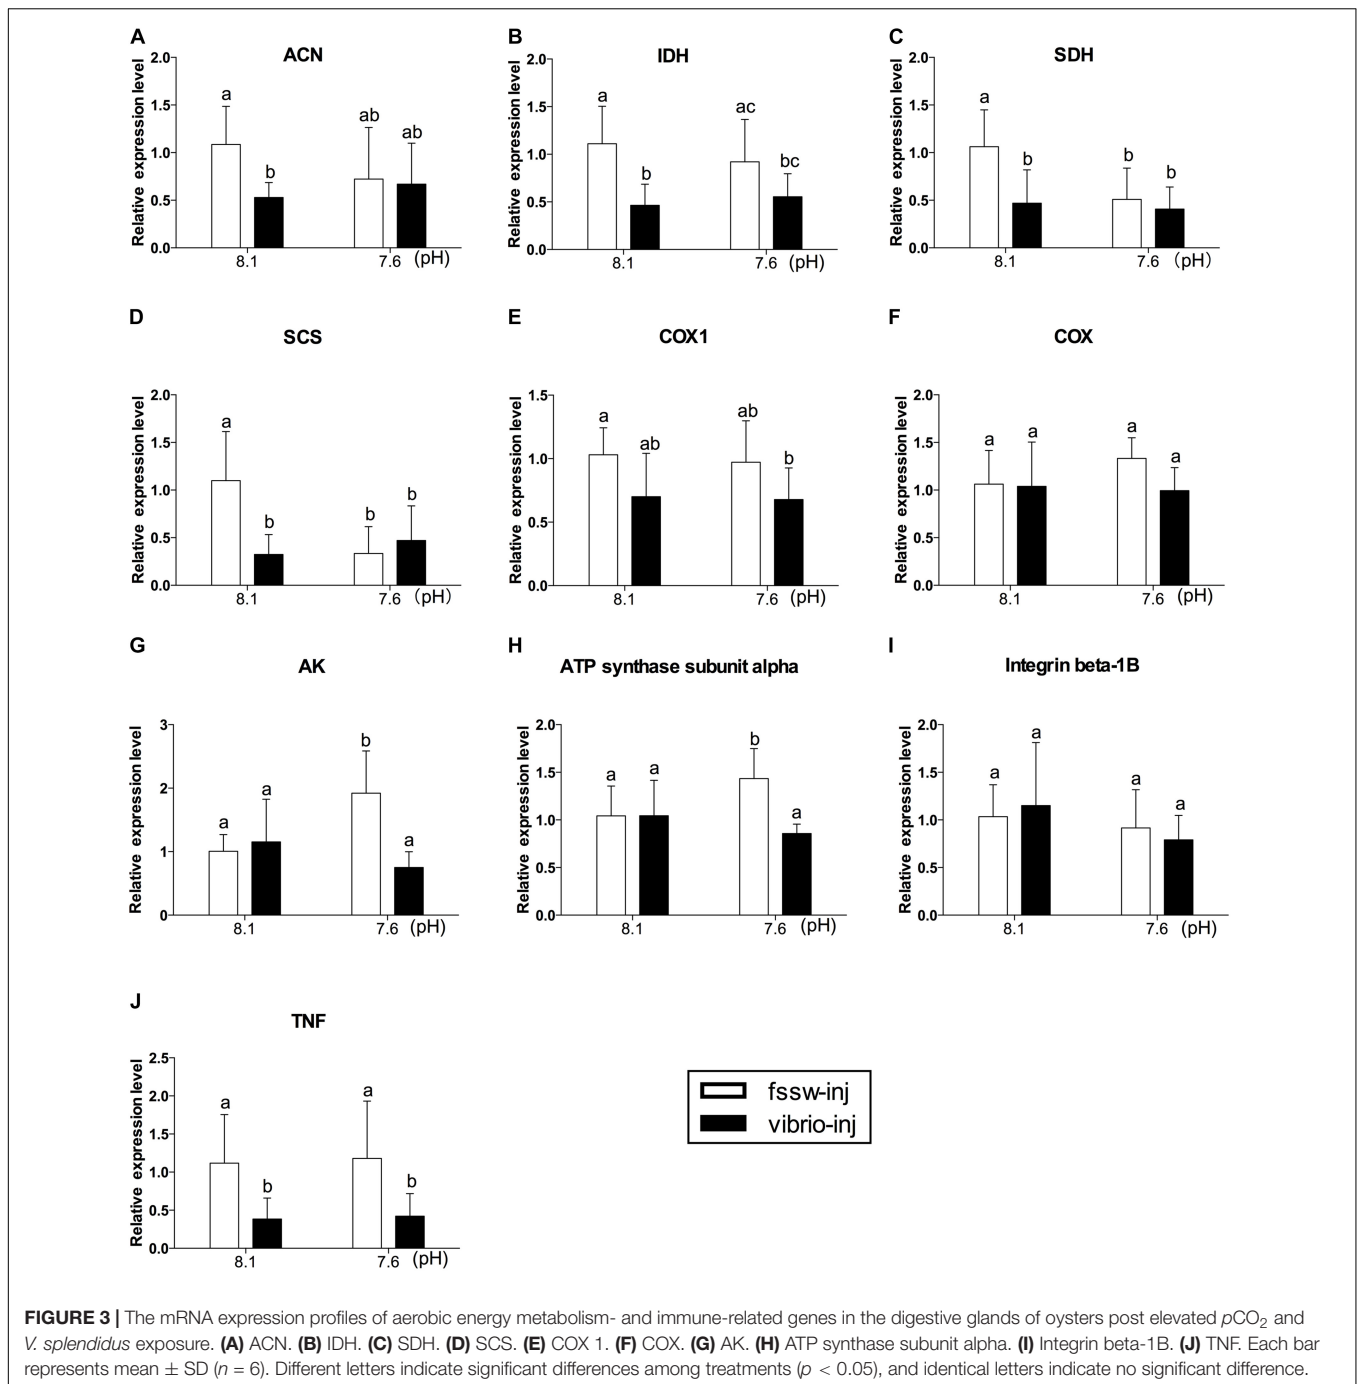 A
ACN
Relative expression level
2.0
1.5
1.0
0.5
0.0
a
b
ab
ab
8.1
7.6 (pH)
B
IDH
Relative expression level
2.0
1.5
1.0
0.5
0.0
a
b
ac
bc
8.1
7.6 (pH)
C
SDH
Relative expression level
2.0
1.5
1.0
0.5
0.0
a
b
b
b
8.1
7.6 (pH)
D
SCS
Relative expression level
2.0
1.5
1.0
0.5
0.0
a
b
b
b
8.1
7.6 (pH)
E
COX1
Relative expression level
1.5
1.0
0.5
0.0
a
ab
ab
b
8.1
7.6 (pH)
F
COX
Relative expression level
2.0
1.5
1.0
0.5
0.0
a
a
a
a
8.1
7.6 (pH)
G
AK
Relative expression level
3
2
1
0
a
a
b
a
8.1
7.6 (pH)
H
ATP synthase subunit alpha
Relative expression level
2.0
1.5
1.0
0.5
0.0
a
a
b
a
8.1
7.6 (pH)
I
Integrin beta-1B
Relative expression level
2.0
1.5
1.0
0.5
0.0
a
a
a
a
8.1
7.6 (pH)
J
TNF
Relative expression level
2.5
2.0
1.5
1.0
0.5
0.0
a
b
a
b
8.1
7.6 (pH)
fssw-inj
vibrio-inj
FIGURE 3 | The mRNA expression profiles of aerobic energy metabolism- and immune-related genes in the digestive glands of oysters post elevated pCO₂ and
V. splendidus exposure. (A) ACN. (B) IDH. (C) SDH. (D) SCS. (E) COX 1. (F) COX. (G) AK. (H) ATP synthase subunit alpha. (I) Integrin beta-1B. (J) TNF. Each bar
represents mean ± SD (n = 6). Different letters indicate significant differences among treatments (p < 0.05), and identical letters indicate no significant difference.